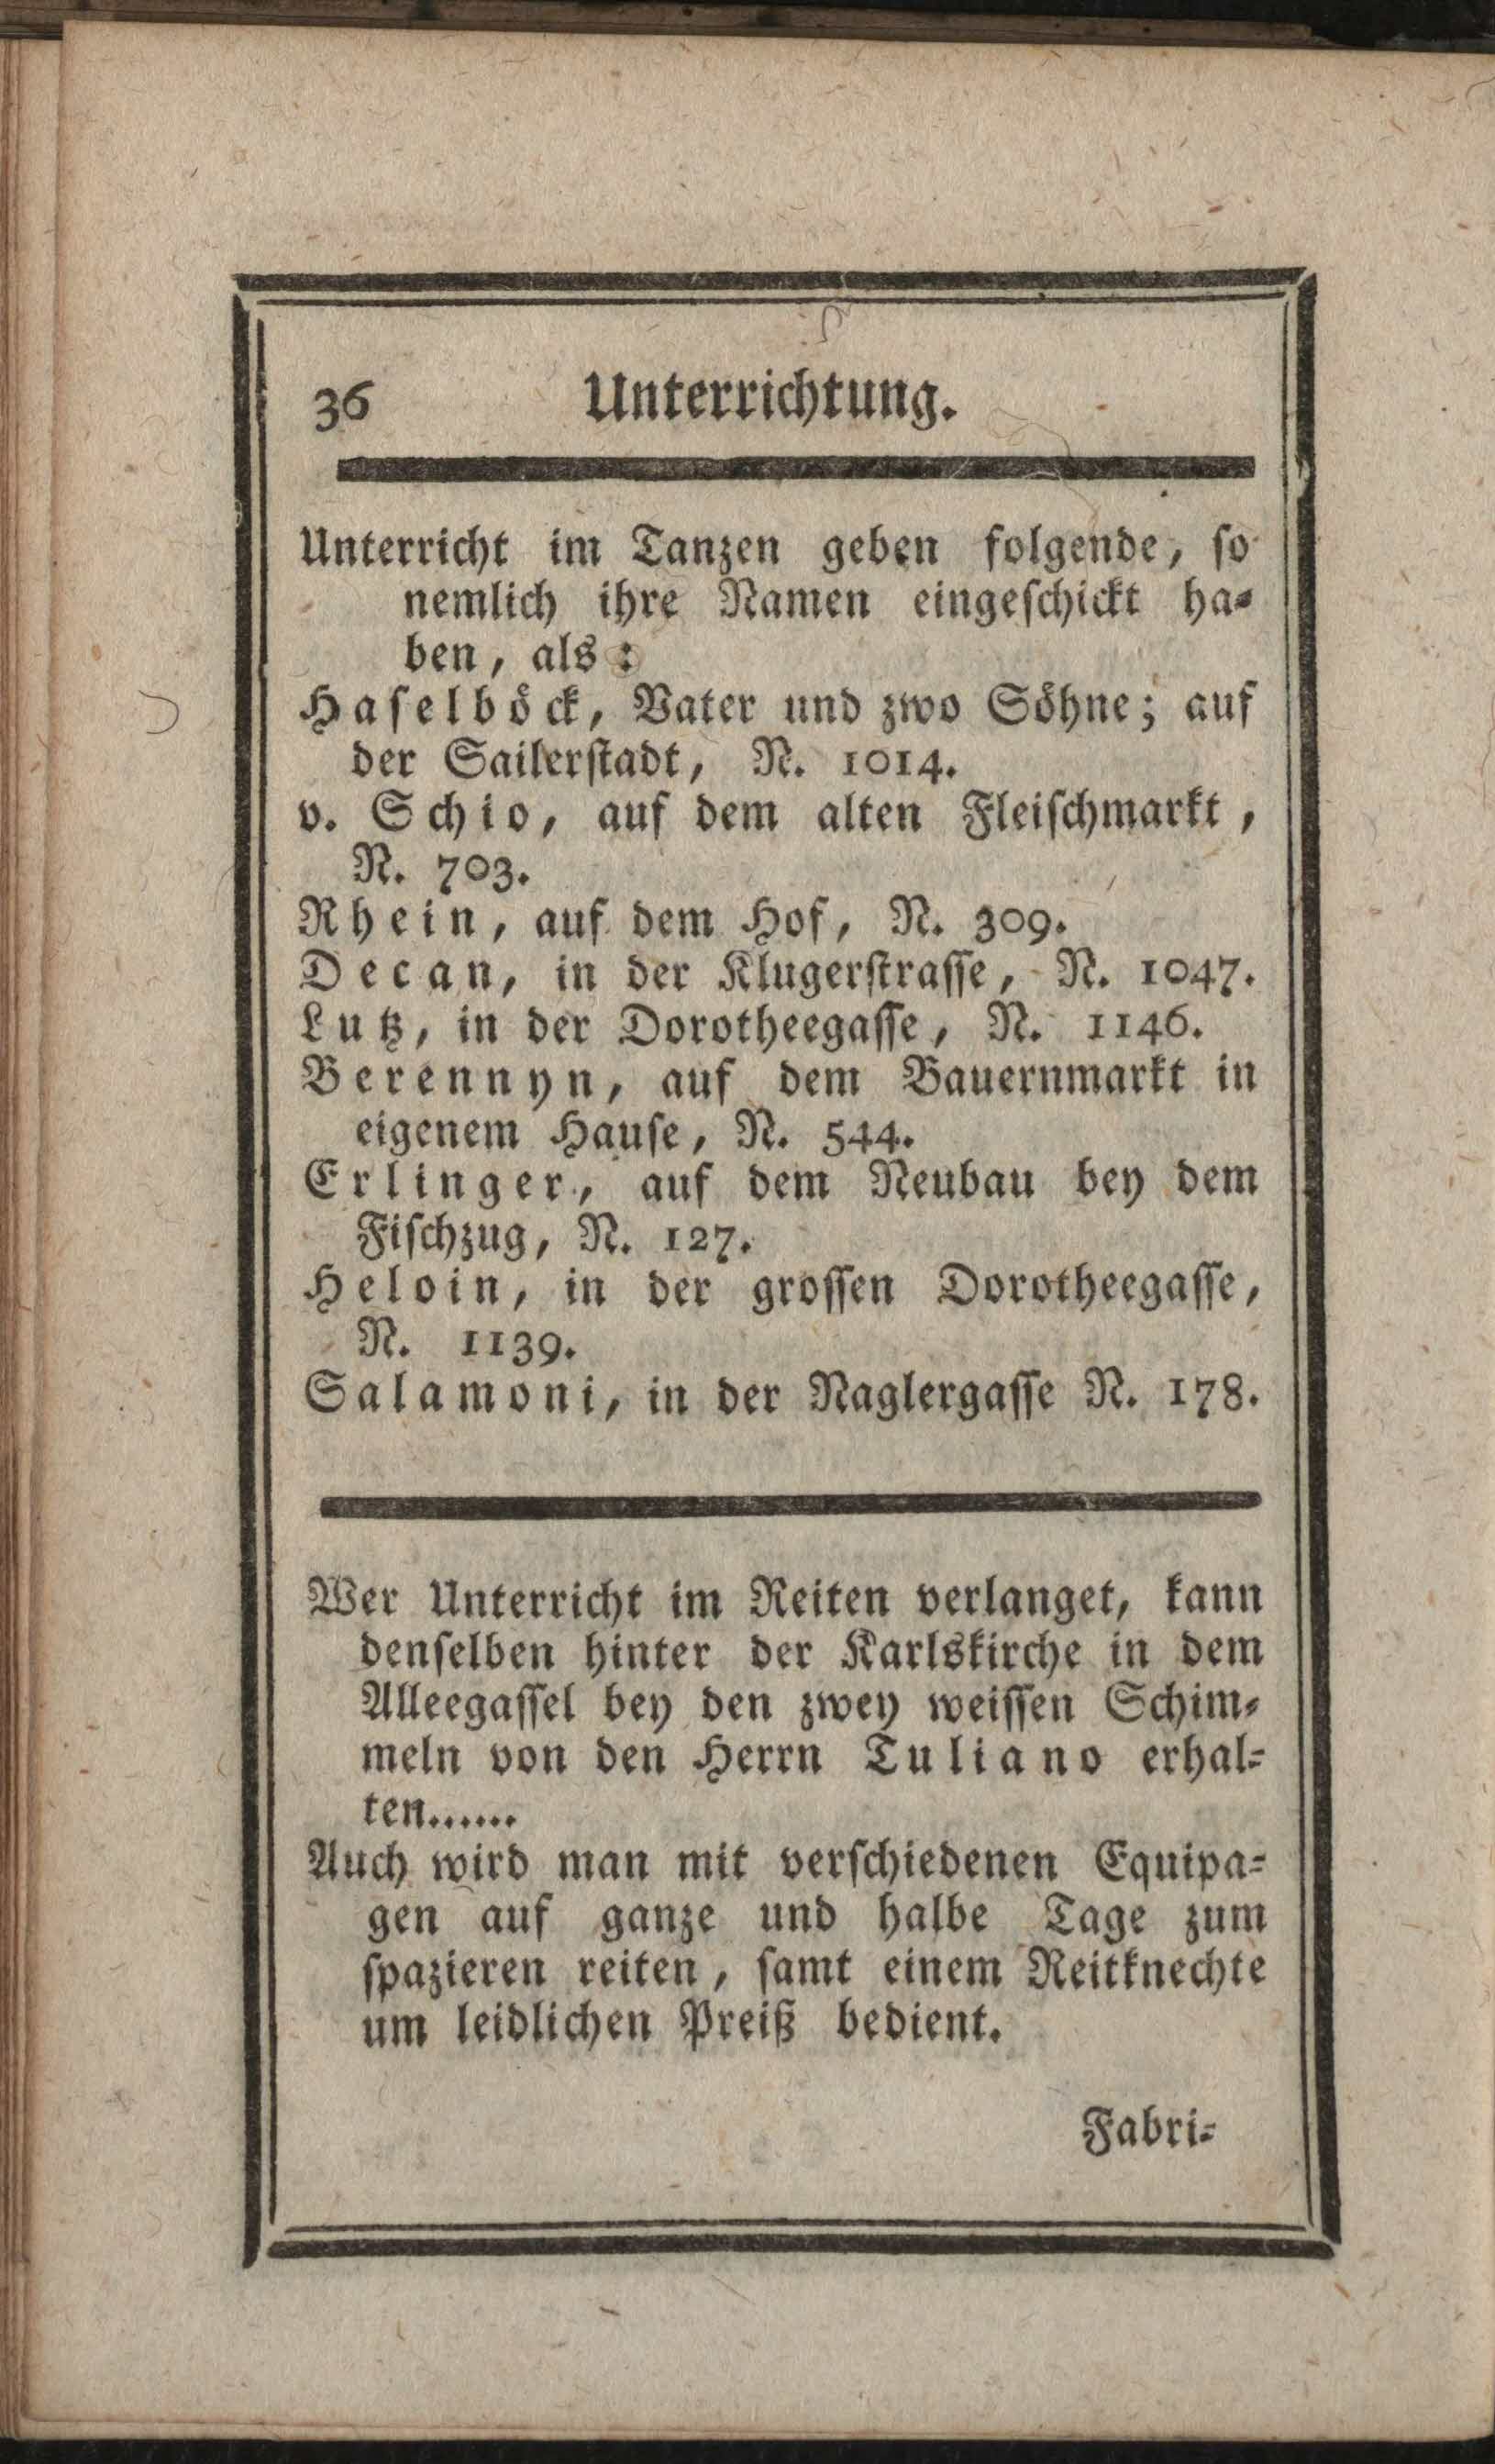 36 Unterrichtung.
Unterricht im Tanzen geben folgende, so
nemlich ihre Namen eingeschickt ha-
ben, als:
Haselböck, Vater und zwo Söhne; auf
der Sailerstadt, N. 1014.
v. Schio, auf dem alten Fleischmarkt,
N. 703.
Rhein, auf dem Hof, N. 309.
Decan, in der Klugerstrasse, N. 1047.
Lutz, in der Dorotheegasse, N. 1146.
Berennyn, auf dem Bauernmarkt in
eigenem Hause, N. 544.
Erlinger, auf dem Neubau bey dem
Fischzug, N. 127.
Heloin, in der grossen Dorotheegasse,
N. 1139.
Salamoni, in der Naglergasse N. 178.
Wer Unterricht im Reiten verlanget, kann
denselben hinter der Karlskirche in dem
Alleegassel bey den zwey weissen Schim-
meln von den Herrn Tuliano erhal-
ten......
Auch wird man mit verschiedenen Equipa-
gen auf ganze und halbe Tage zum
spazieren reiten, samt einem Reitknechte
um leidlichen Preiß bedient.
Fabri-